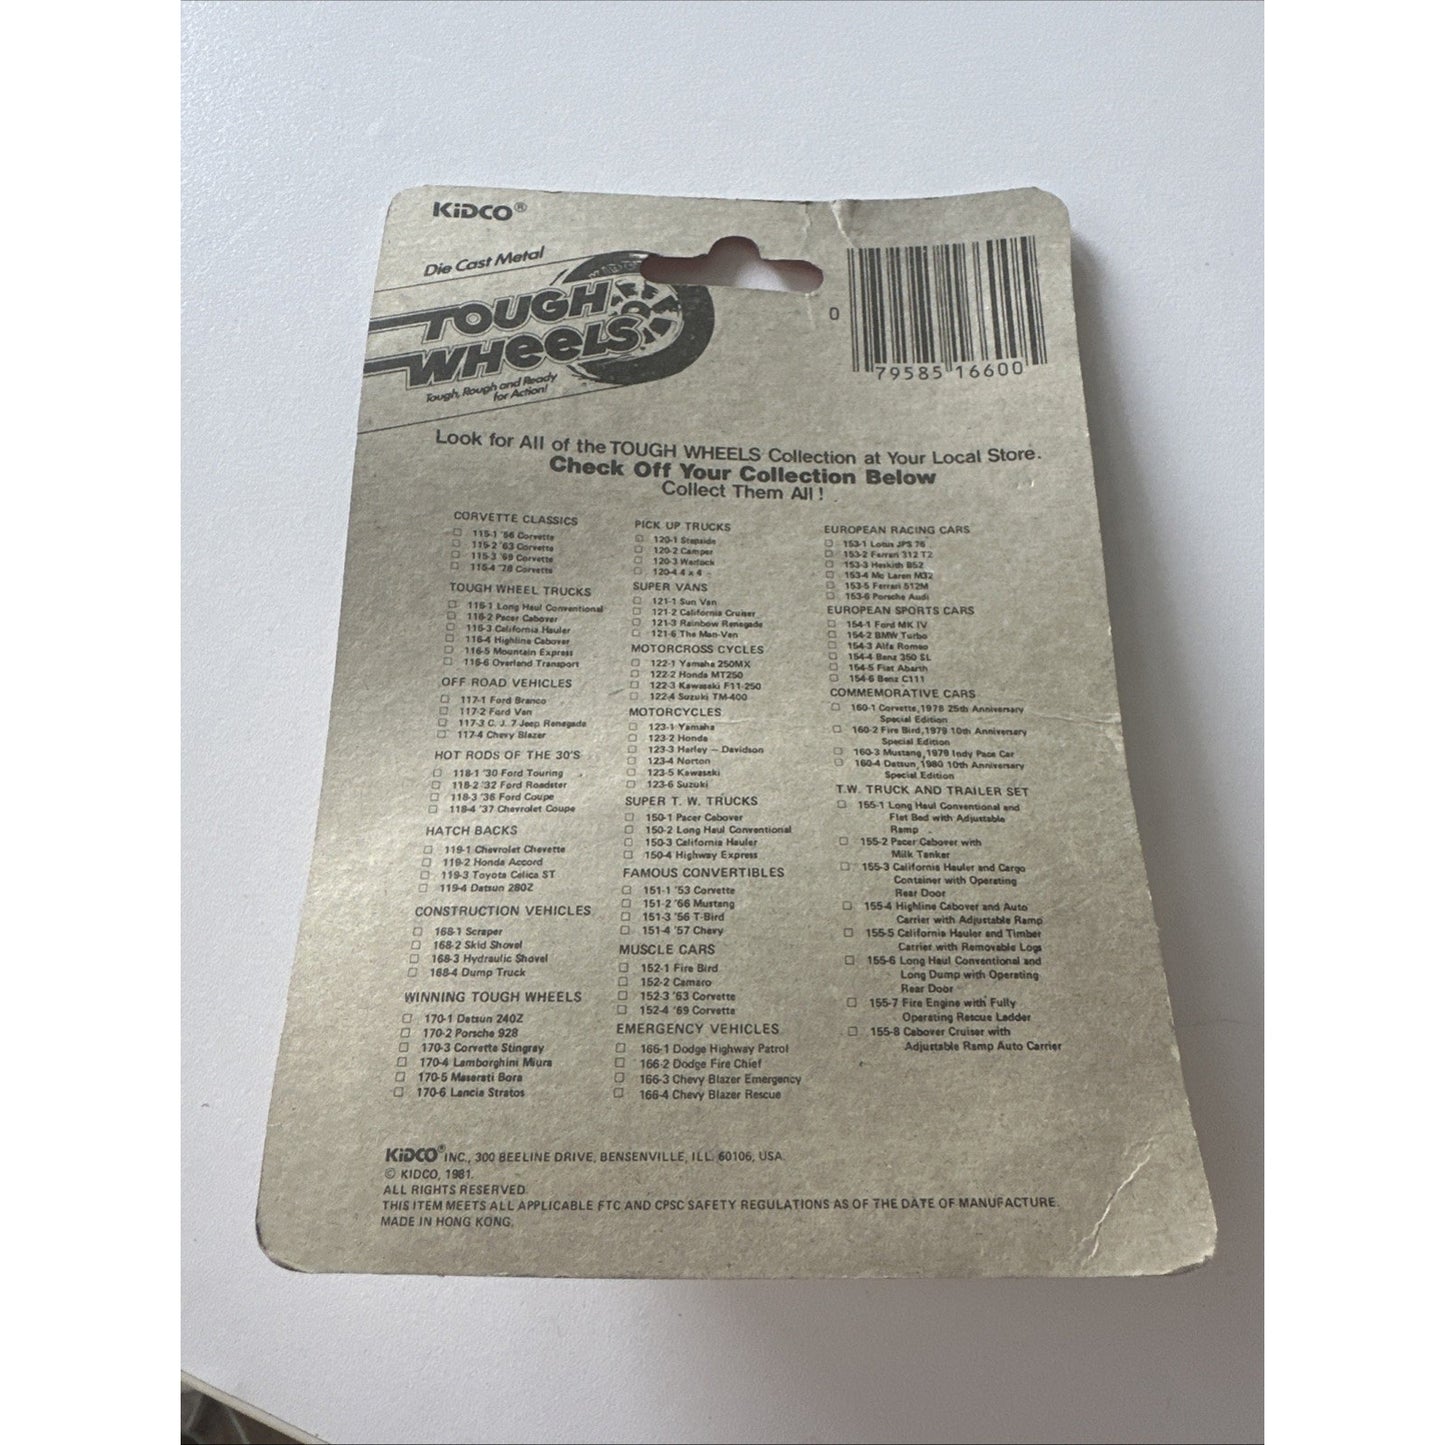 KiDCO®
Die Cast Metal
TOUGH
WHeeLS
Tough, Rough and Ready
for Action!
0 79585 16600
Look for All of the TOUGH WHEELS Collection at Your Local Store.
Check Off Your Collection Below
Collect Them All !
CORVETTE CLASSICS
115-1 '56 Corvette
115-2 '63 Corvette
115-3 '69 Corvette
115-4 '78 Corvette
TOUGH WHEEL TRUCKS
116-1 Long Haul Conventional
116-2 Pacer Cabover
116-3 California Hauler
116-4 Highline Cabover
116-5 Mountain Express
116-6 Overland Transport
OFF ROAD VEHICLES
117-1 Ford Branco
117-2 Ford Van
117-3 C. J. 7 Jeep Renegade
117-4 Chevy Blazer
HOT RODS OF THE 30'S
118-1 '30 Ford Touring
118-2 '32 Ford Roadster
118-3 '36 Ford Coupe
118-4 '37 Chevrolet Coupe
HATCH BACKS
119-1 Chevrolet Chevette
119-2 Honda Accord
119-3 Toyota Celica ST
119-4 Datsun 280Z
CONSTRUCTION VEHICLES
168-1 Scraper
168-2 Skid Shovel
168-3 Hydraulic Shovel
168-4 Dump Truck
WINNING TOUGH WHEELS
170-1 Datsun 240Z
170-2 Porsche 928
170-3 Corvette Stingray
170-4 Lamborghini Miura
170-5 Maserati Bora
170-6 Lancia Stratos
PICK UP TRUCKS
120-1 Stepside
120-2 Camper
120-3 Warlock
120-4 4 x 4
SUPER VANS
121-1 Sun Van
121-2 California Cruiser
121-3 Rainbow Renegade
121-6 The Man-Van
MOTORCROSS CYCLES
122-1 Yamaha 250MX
122-2 Honda MT250
122-3 Kawasaki F11-250
122-4 Suzuki TM-400
MOTORCYCLES
123-1 Yamaha
123-2 Honda
123-3 Harley – Davidson
123-4 Norton
123-5 Kawasaki
123-6 Suzuki
SUPER T. W. TRUCKS
150-1 Pacer Cabover
150-2 Long Haul Conventional
150-3 California Hauler
150-4 Highway Express
FAMOUS CONVERTIBLES
151-1 '53 Corvette
151-2 '66 Mustang
151-3 '56 T-Bird
151-4 '57 Chevy
MUSCLE CARS
152-1 Fire Bird
152-2 Camaro
152-3 '63 Corvette
152-4 '69 Corvette
EMERGENCY VEHICLES
166-1 Dodge Highway Patrol
166-2 Dodge Fire Chief
166-3 Chevy Blazer Emergency
166-4 Chevy Blazer Rescue
EUROPEAN RACING CARS
153-1 Lotus JPS 76
153-2 Ferrari 312 T2
153-3 Heskith B52
153-4 Mc Laren M32
153-5 Ferrari 512M
153-6 Porsche Audi
EUROPEAN SPORTS CARS
154-1 Ford MK IV
154-2 BMW Turbo
154-3 Alfa Romeo
154-4 Benz 350 SL
154-5 Fiat Abarth
154-6 Benz C111
COMMEMORATIVE CARS
160-1 Corvette, 1978 25th Anniversary
Special Edition
160-2 Fire Bird, 1979 10th Anniversary
Special Edition
160-3 Mustang, 1979 Indy Pace Car
160-4 Datsun, 1980 10th Anniversary
Special Edition
T.W. TRUCK AND TRAILER SET
155-1 Long Haul Conventional and
Flat Bed with Adjustable
Ramp
155-2 Pacer Cabover with
Milk Tanker
155-3 California Hauler and Cargo
Container with Operating
Rear Door
155-4 Highline Cabover and Auto
Carrier with Adjustable Ramp
155-5 California Hauler and Timber
Carrier with Removable Logs
155-6 Long Haul Conventional and
Long Dump with Operating
Rear Door
155-7 Fire Engine with Fully
Operating Rescue Ladder
155-8 Cabover Cruiser with
Adjustable Ramp Auto Carrier
KiDCO® INC., 300 BEELINE DRIVE, BENSENVILLE, ILL. 60106, USA.
© KIDCO, 1981.
ALL RIGHTS RESERVED.
THIS ITEM MEETS ALL APPLICABLE FTC AND CPSC SAFETY REGULATIONS AS OF THE DATE OF MANUFACTURE.
MADE IN HONG KONG.